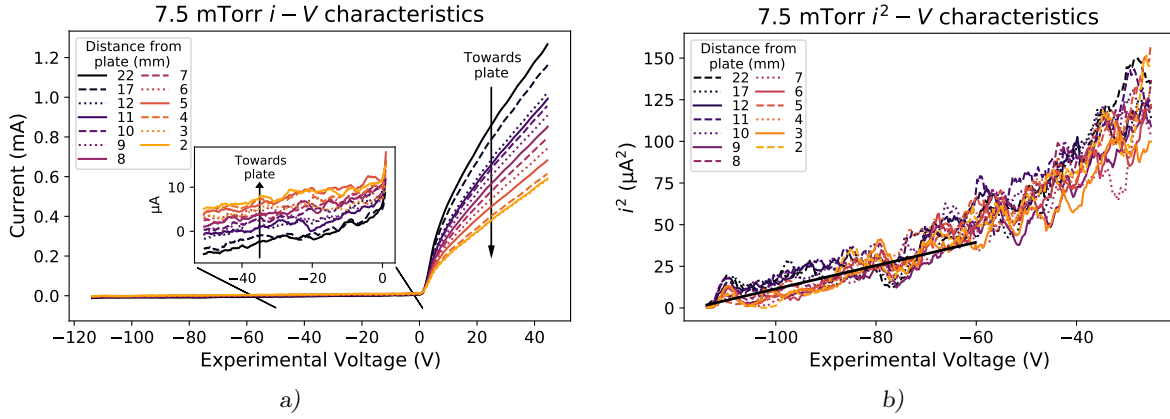 7.5 mTorr i − V characteristics
Current (mA)
1.2
1.0
0.8
0.6
0.4
0.2
0.0
Distance from
plate (mm)
22 7
17 6
12 5
11 4
10 3
9 2
8
Towards
plate
2
µA
10
0
Towards
plate
−40 −20 0
−120 −100 −80 −60 −40 −20 0 20 40
Experimental Voltage (V)
a)
7.5 mTorr i² − V characteristics
i² (µA²)
150
125
100
75
50
25
0
Distance from
plate (mm)
22 7
17 6
12 5
11 4
10 3
9 2
8
−100 −80 −60 −40
Experimental Voltage (V)
b)